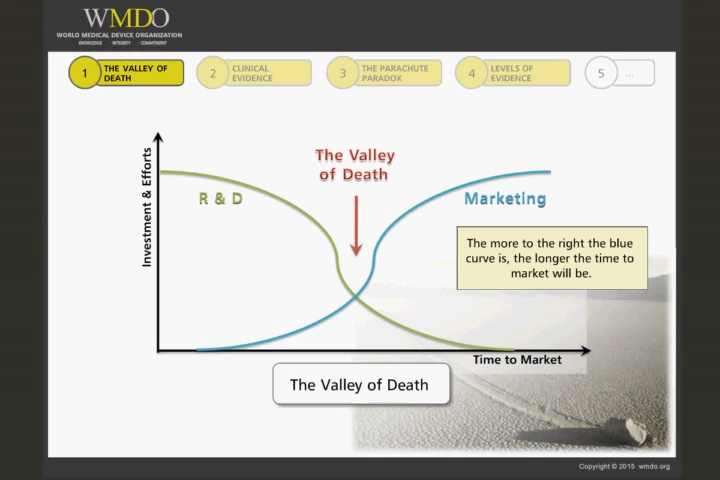 WMDO
WORLD MEDICAL DEVICE ORGANIZATION
KNOWLEDGE INTEGRITY COMMITMENT
1 THE VALLEY OF
DEATH
2 CLINICAL
EVIDENCE
3 THE PARACHUTE
PARADOX
4 LEVELS OF
EVIDENCE
5 ...
Investment & Efforts
The Valley
of Death
R & D
Marketing
The more to the right the blue
curve is, the longer the time to
market will be.
Time to Market
The Valley of Death
Copyright © 2015 wmdo.org